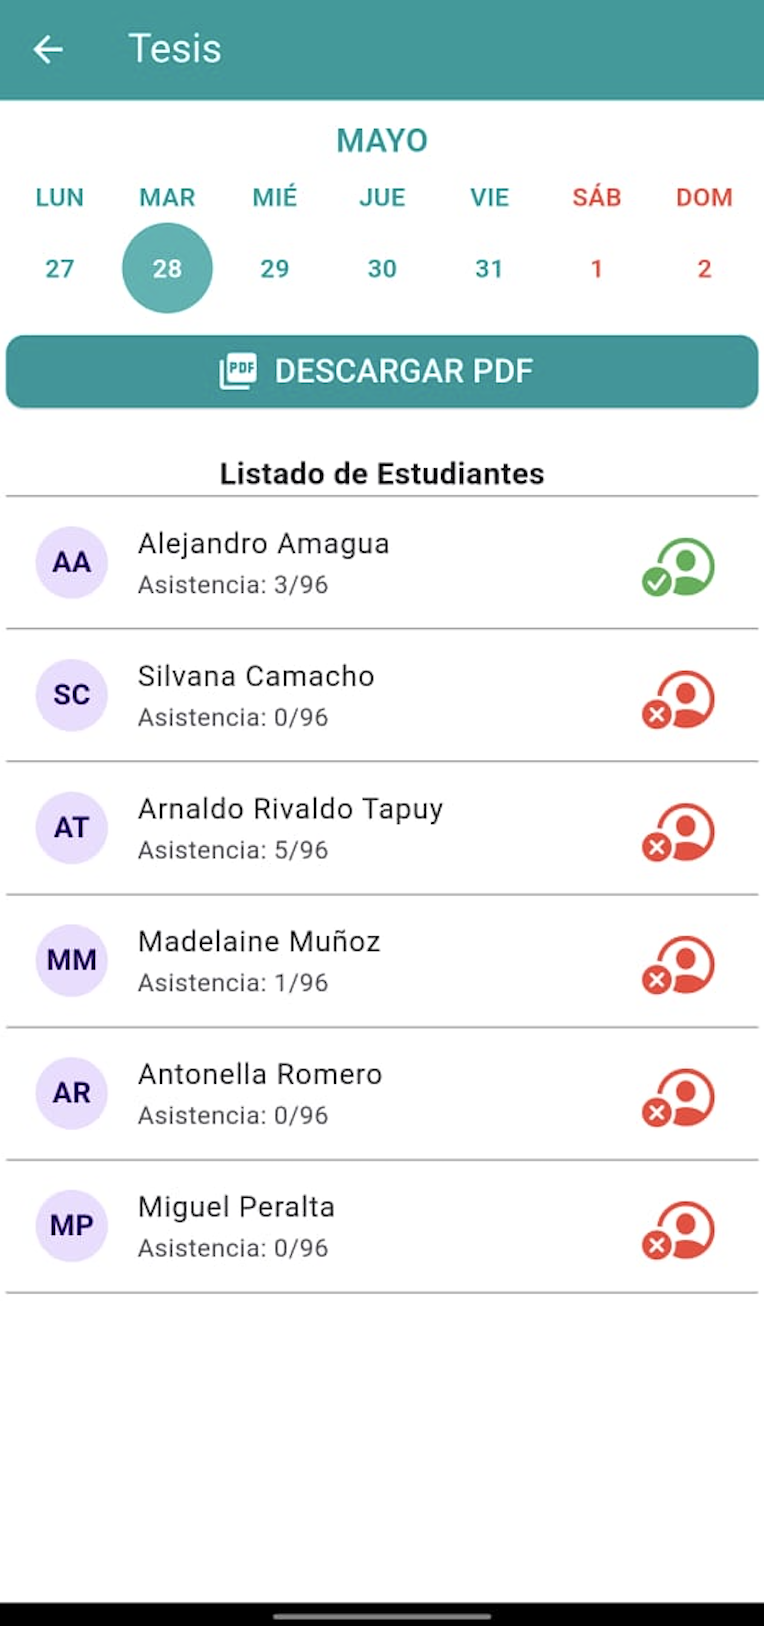 Tesis
MAYO
LUN MAR MIÉ JUE VIE SÁB DOM
27 28 29 30 31 1 2
PDF DESCARGAR PDF
Listado de Estudiantes
AA Alejandro Amagua
Asistencia: 3/96
SC Silvana Camacho
Asistencia: 0/96
AT Arnaldo Rivaldo Tapuy
Asistencia: 5/96
MM Madelaine Muñoz
Asistencia: 1/96
AR Antonella Romero
Asistencia: 0/96
MP Miguel Peralta
Asistencia: 0/96